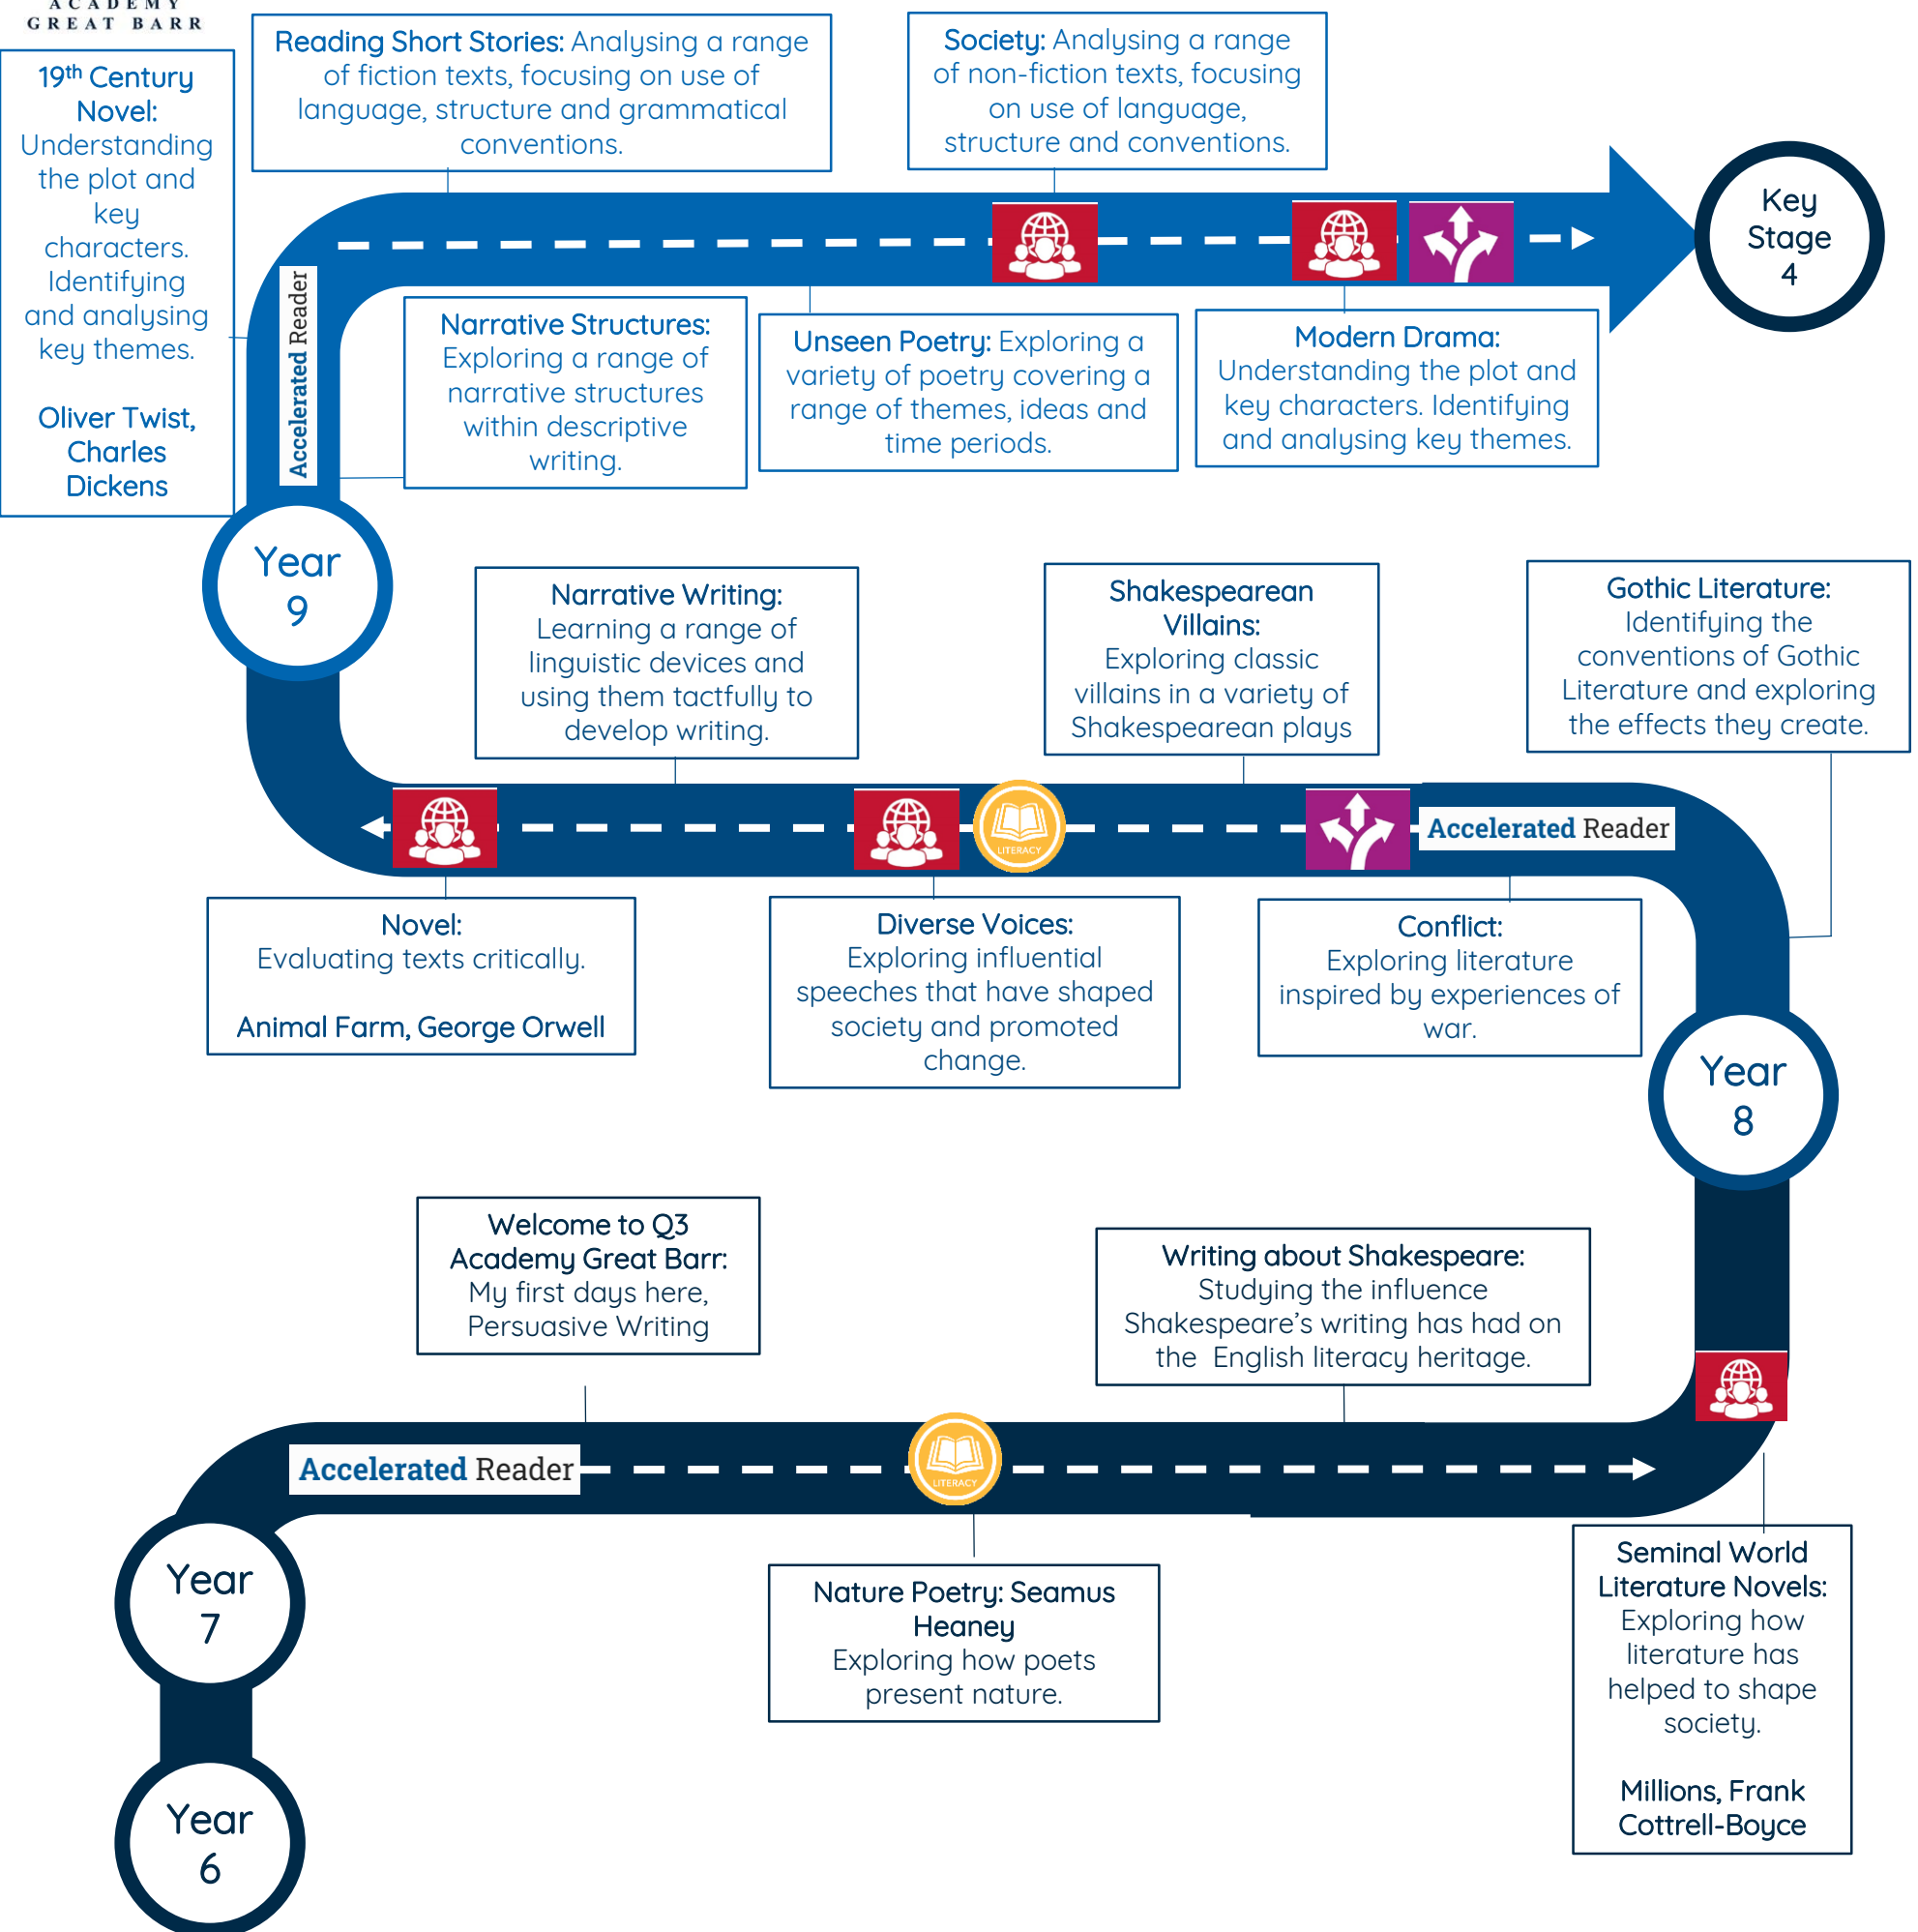 ACADEMY
GREAT BARR
19th Century
Novel:
Understanding
the plot and
key
characters.
Identifying
and analysing
key themes.
Oliver Twist,
Charles
Dickens
Reading Short Stories: Analysing a range
of fiction texts, focusing on use of
language, structure and grammatical
conventions.
Society: Analysing a range
of non-fiction texts, focusing
on use of language,
structure and conventions.
Key
Stage
4
Accelerated Reader
Narrative Structures:
Exploring a range of
narrative structures
within descriptive
writing.
Unseen Poetry: Exploring a
variety of poetry covering a
range of themes, ideas and
time periods.
Modern Drama:
Understanding the plot and
key characters. Identifying
and analysing key themes.
Year
9
Narrative Writing:
Learning a range of
linguistic devices and
using them tactfully to
develop writing.
Shakespearean
Villains:
Exploring classic
villains in a variety of
Shakespearean plays
Gothic Literature:
Identifying the
conventions of Gothic
Literature and exploring
the effects they create.
LITERACY
Accelerated Reader
Novel:
Evaluating texts critically.
Animal Farm, George Orwell
Diverse Voices:
Exploring influential
speeches that have shaped
society and promoted
change.
Conflict:
Exploring literature
inspired by experiences of
war.
Year
8
Welcome to Q3
Academy Great Barr:
My first days here,
Persuasive Writing
Writing about Shakespeare:
Studying the influence
Shakespeare's writing has had on
the English literacy heritage.
Accelerated Reader
LITERACY
Year
7
Nature Poetry: Seamus
Heaney
Exploring how poets
present nature.
Seminal World
Literature Novels:
Exploring how
literature has
helped to shape
society.
Millions, Frank
Cottrell-Boyce
Year
6